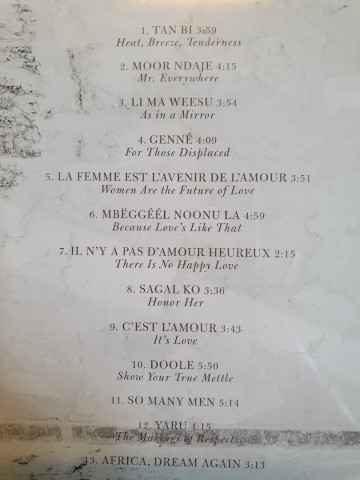 1. TAN BI 3:59
Heat, Breeze, Tenderness
2. MOOR NDAJE 4:15
Mr. Everywhere
3. LI MA WEESU 3:54
As in a Mirror
4. GENNÉ 4:09
For Those Displaced
5. LA FEMME EST L'AVENIR DE L'AMOUR 3:51
Women Are the Future of Love
6. MBËGGÉÉL NOONU LA 4:59
Because Love's Like That
7. IL N'Y A PAS D'AMOUR HEUREUX 2:15
There Is No Happy Love
8. SAGAL KO 3:36
Honor Her
9. C'EST L'AMOUR 3:43
It's Love
10. DOOLE 5:50
Show Your True Mettle
11. SO MANY MEN 5:14
12. YARU 4:15
The Makings of Respect
13. AFRICA, DREAM AGAIN 3:13